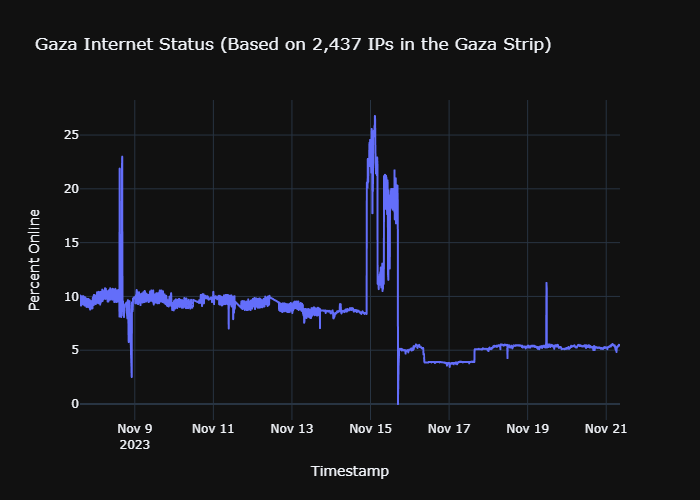 Gaza Internet Status (Based on 2,437 IPs in the Gaza Strip)
25
20
15
10
5
0
Percent Online
Nov 9
2023
Nov 11
Nov 13
Nov 15
Nov 17
Nov 19
Nov 21
Timestamp